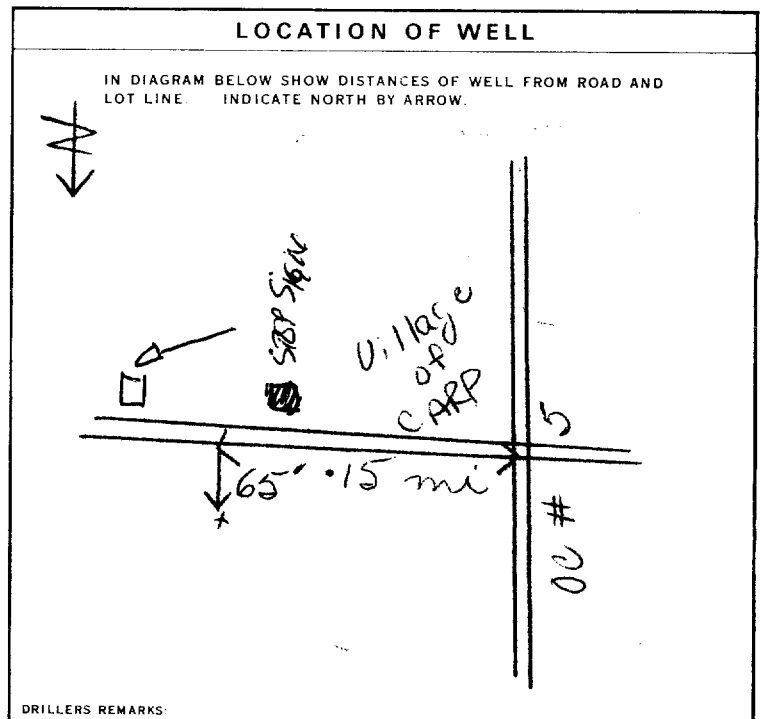 LOCATION OF WELL
IN DIAGRAM BELOW SHOW DISTANCES OF WELL FROM ROAD AND
LOT LINE. INDICATE NORTH BY ARROW.
N
STOP Sign
Village
of
CARP
65' .15 mi
OC # 5
DRILLERS REMARKS: